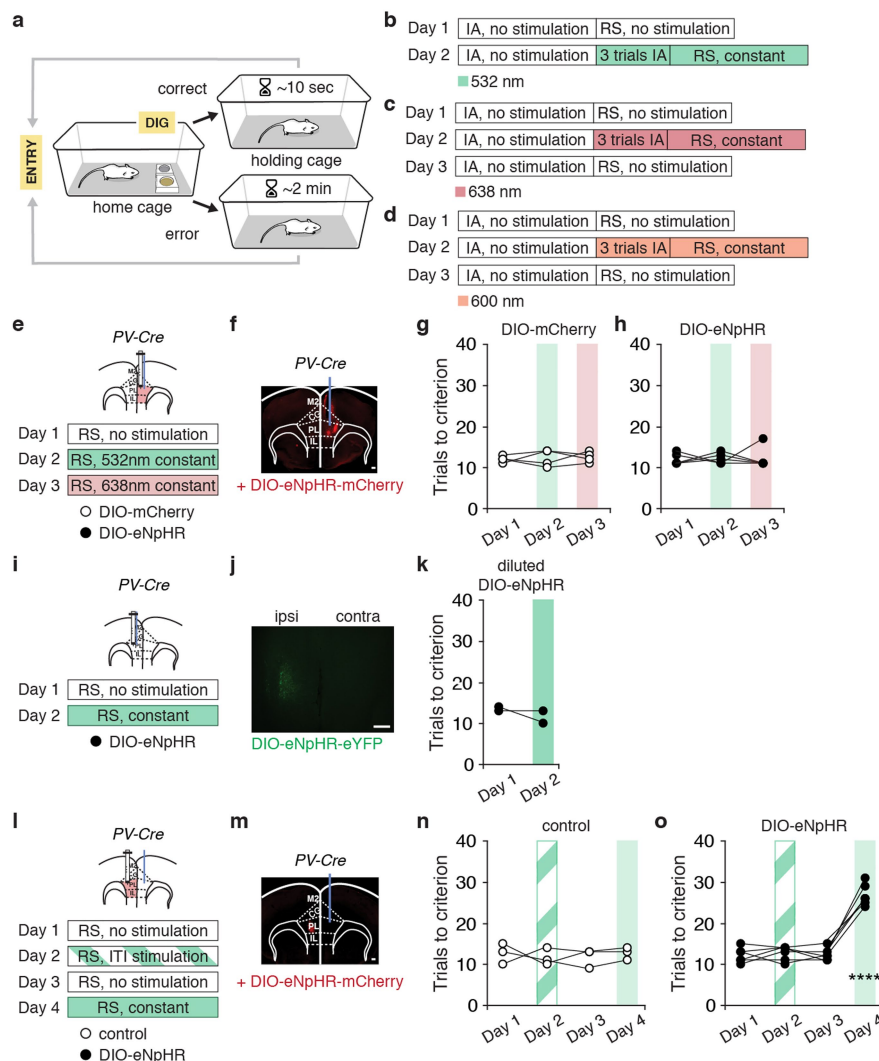 a
correct
~10 sec
DIG
ENTRY
holding cage
home cage
~2 min
error
b
Day 1 IA, no stimulation RS, no stimulation
Day 2 IA, no stimulation 3 trials IA RS, constant
532 nm
c
Day 1 IA, no stimulation RS, no stimulation
Day 2 IA, no stimulation 3 trials IA RS, constant
Day 3 IA, no stimulation RS, no stimulation
638 nm
d
Day 1 IA, no stimulation RS, no stimulation
Day 2 IA, no stimulation 3 trials IA RS, constant
Day 3 IA, no stimulation RS, no stimulation
600 nm
e
PV-Cre
M2
PL
IL
Day 1 RS, no stimulation
Day 2 RS, 532nm constant
Day 3 RS, 638nm constant
DIO-mCherry
DIO-eNpHR
f
PV-Cre
M2
CG
PL
IL
+ DIO-eNpHR-mCherry
g
DIO-mCherry
Trials to criterion
40
30
20
10
0
Day 1 Day 2 Day 3
h
DIO-eNpHR
40
30
20
10
0
Day 1 Day 2 Day 3
i
PV-Cre
PL
IL
Day 1 RS, no stimulation
Day 2 RS, constant
DIO-eNpHR
j
ipsi contra
DIO-eNpHR-eYFP
k
diluted
DIO-eNpHR
Trials to criterion
40
30
20
10
0
Day 1 Day 2
l
PV-Cre
PL
IL
Day 1 RS, no stimulation
Day 2 RS, ITI stimulation
Day 3 RS, no stimulation
Day 4 RS, constant
control
DIO-eNpHR
m
PV-Cre
M2
CG
PL
IL
+ DIO-eNpHR-mCherry
n
control
Trials to criterion
40
30
20
10
0
Day 1 Day 2 Day 3 Day 4
o
DIO-eNpHR
40
30
20
10
0
****
Day 1 Day 2 Day 3 Day 4